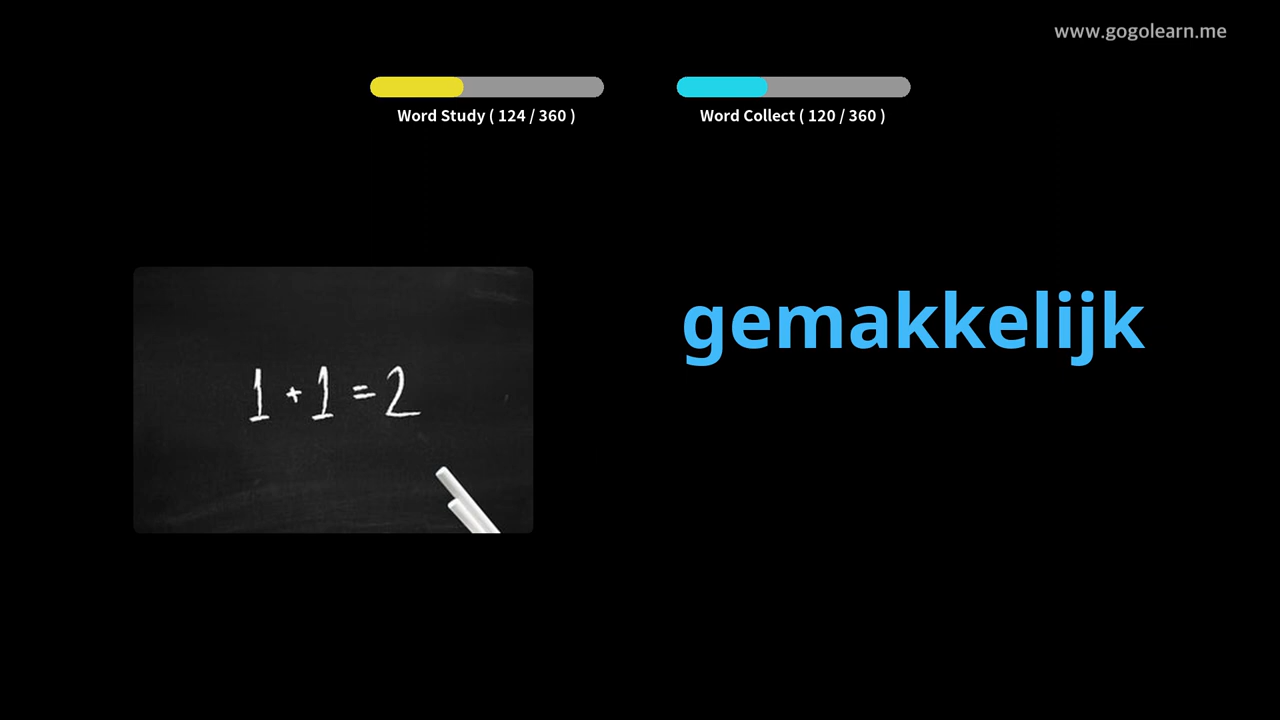 www.gogolearn.me
Word Study ( 124 / 360 )
Word Collect ( 120 / 360 )
gemakkelijk
1 + 1 = 2